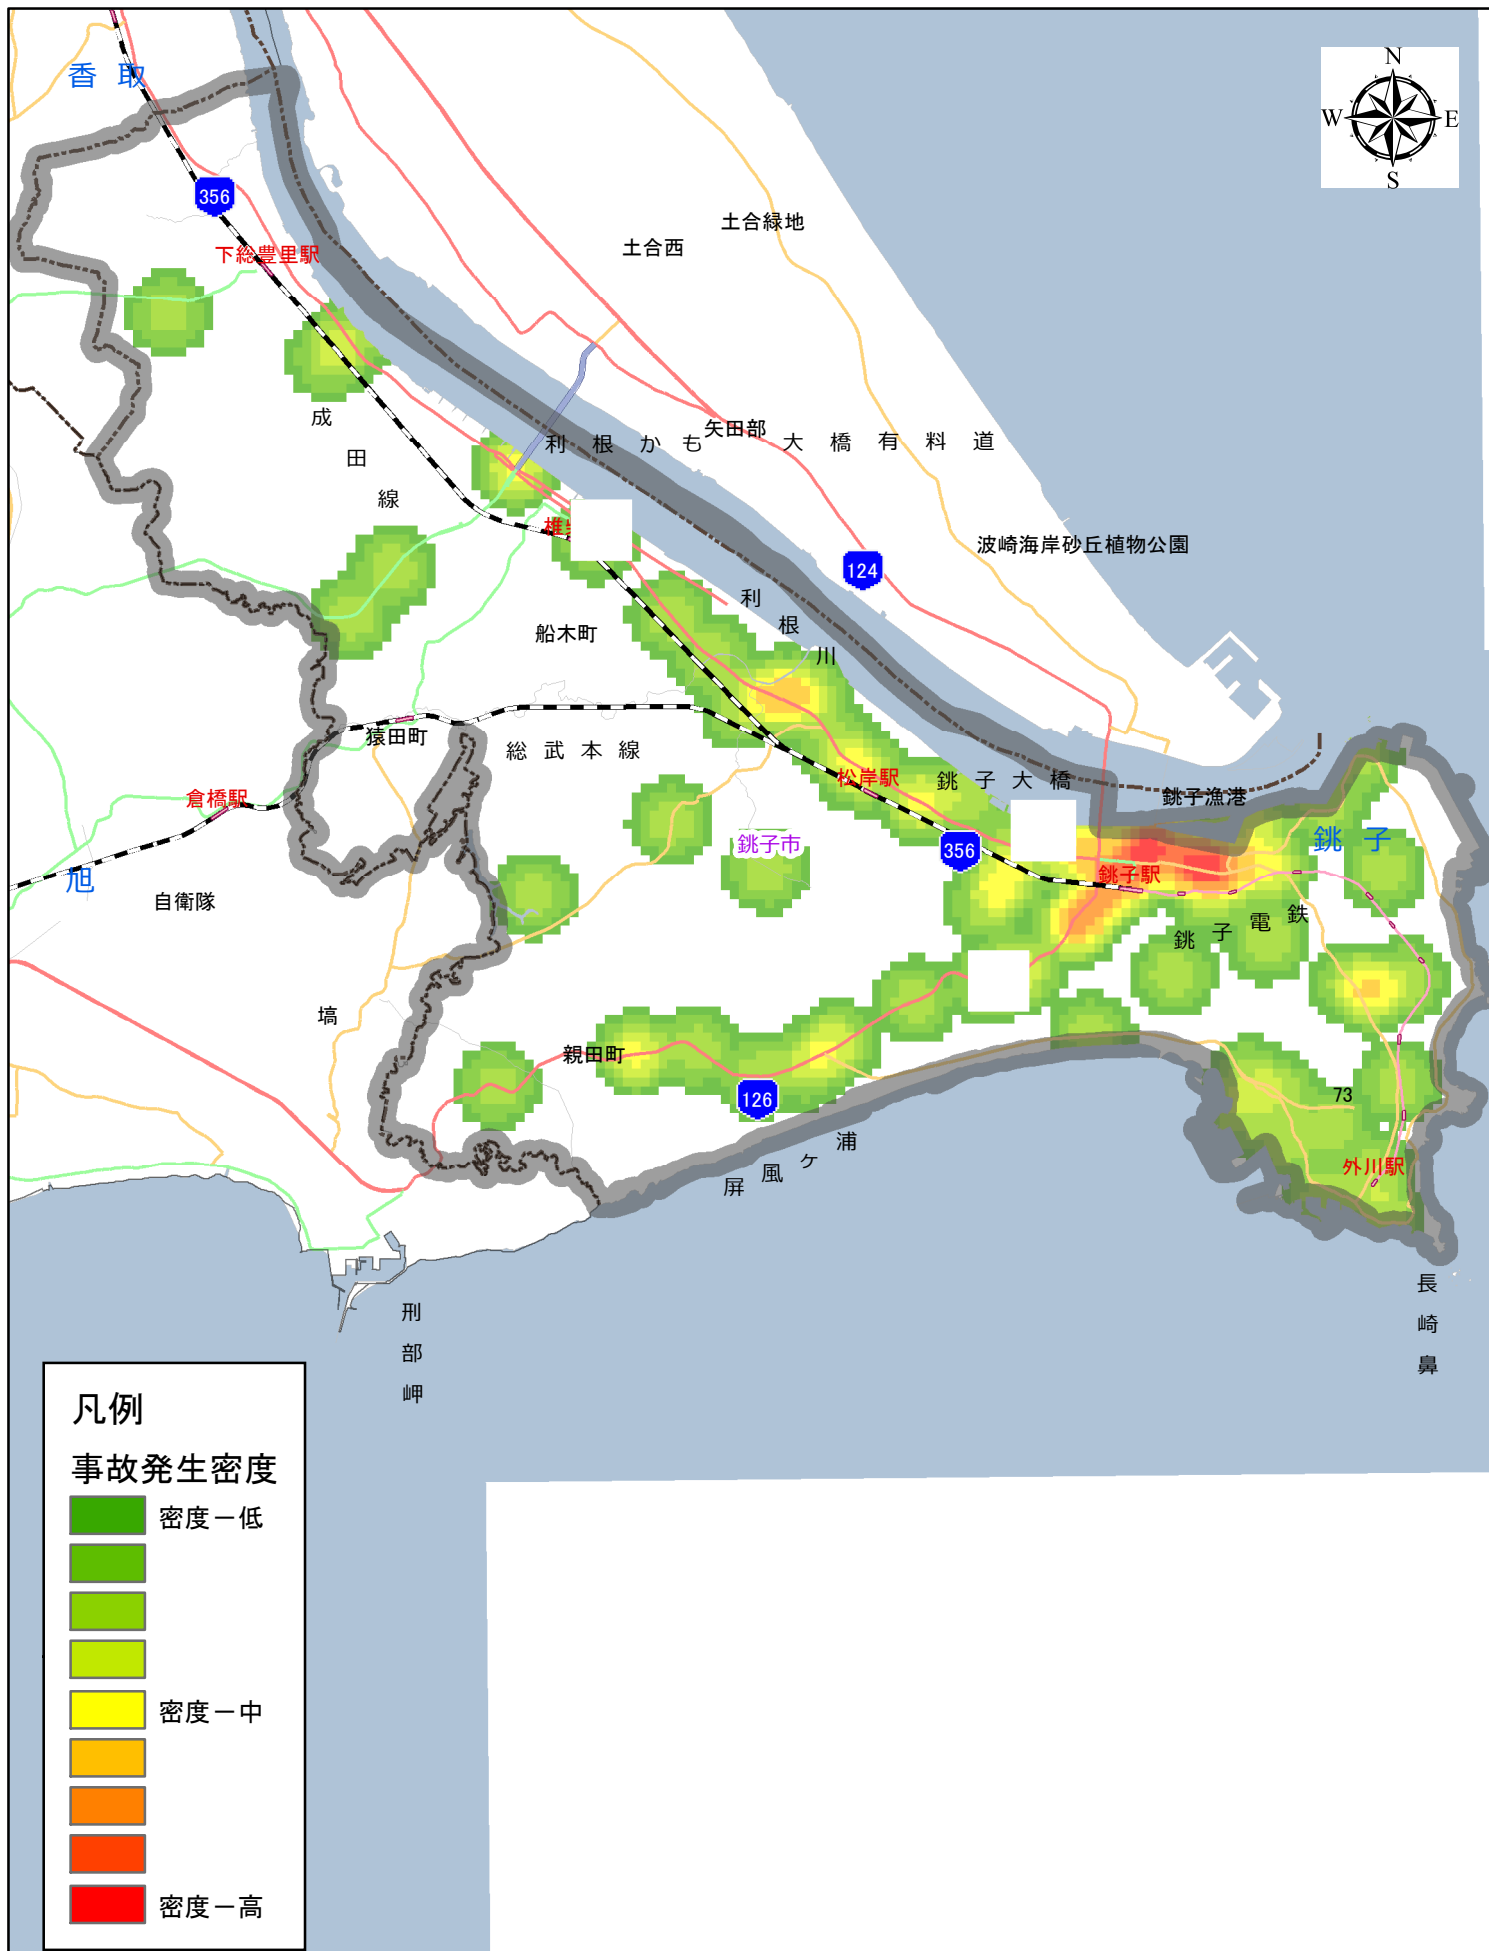 香取
N
W
E
S
356
下総豊里駅
土合緑地
土合西
成田線
利根かも
大橋有料道
矢田部
波崎海岸砂丘植物公園
124
利根川
船木町
猿田町
総武本線
倉橋駅
松岸駅
銚子大橋
銚子漁港
銚子市
356
銚子
銚子駅
旭
自衛隊
銚子電鉄
塙
親田町
126
73
屏風ケ浦
外川駅
長崎鼻
刑部岬
凡例
事故発生密度
密度－低
密度－中
密度－高